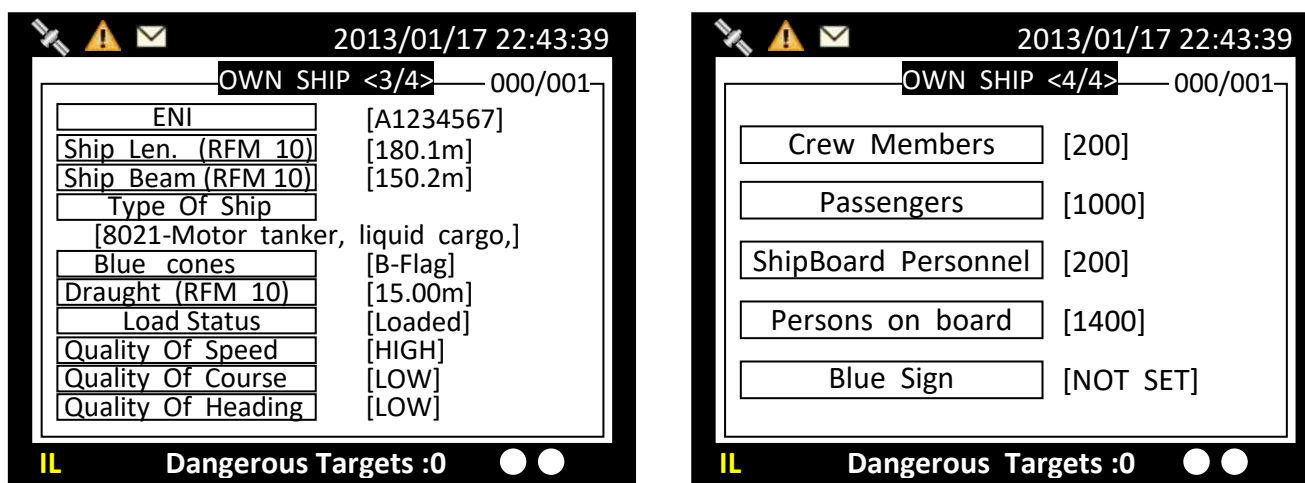 2013/01/17 22:43:39
OWN SHIP <3/4>
000/001
ENI [A1234567]
Ship Len. (RFM 10) [180.1m]
Ship Beam (RFM 10) [150.2m]
Type Of Ship
[8021-Motor tanker, liquid cargo,]
Blue cones [B-Flag]
Draught (RFM 10) [15.00m]
Load Status [Loaded]
Quality Of Speed [HIGH]
Quality Of Course [LOW]
Quality Of Heading [LOW]
IL Dangerous Targets :0
2013/01/17 22:43:39
OWN SHIP <4/4>
000/001
Crew Members [200]
Passengers [1000]
ShipBoard Personnel [200]
Persons on board [1400]
Blue Sign [NOT SET]
IL Dangerous Targets :0